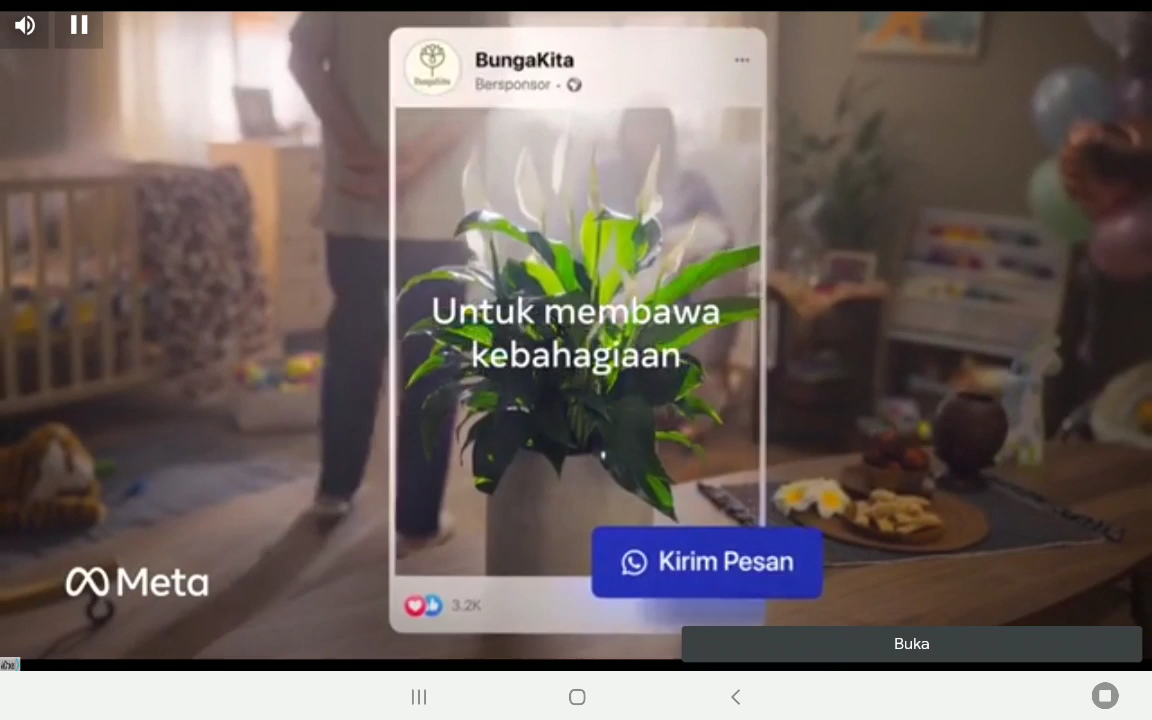 BungaKita
Bersponsor
Untuk membawa
kebahagiaan
Kirim Pesan
Meta
3.2K
Buka